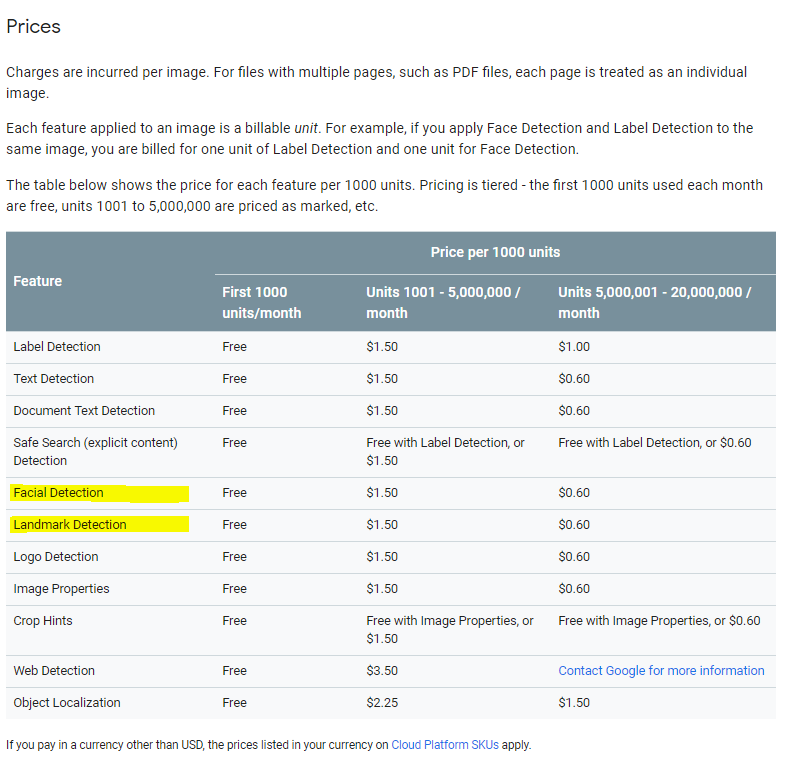 Prices
Charges are incurred per image. For files with multiple pages, such as PDF files, each page is treated as an individual
image.
Each feature applied to an image is a billable unit. For example, if you apply Face Detection and Label Detection to the
same image, you are billed for one unit of Label Detection and one unit for Face Detection.
The table below shows the price for each feature per 1000 units. Pricing is tiered - the first 1000 units used each month
are free, units 1001 to 5,000,000 are priced as marked, etc.
Feature
Price per 1000 units
First 1000
units/month
Units 1001 - 5,000,000 /
month
Units 5,000,001 - 20,000,000 /
month
Label Detection Free $1.50 $1.00
Text Detection Free $1.50 $0.60
Document Text Detection Free $1.50 $0.60
Safe Search (explicit content)
Detection
Free
Free with Label Detection, or
$1.50
Free with Label Detection, or $0.60
Facial Detection Free $1.50 $0.60
Landmark Detection Free $1.50 $0.60
Logo Detection Free $1.50 $0.60
Image Properties Free $1.50 $0.60
Crop Hints
Free
Free with Image Properties, or
$1.50
Free with Image Properties, or $0.60
Web Detection Free $3.50 Contact Google for more information
Object Localization Free $2.25 $1.50
If you pay in a currency other than USD, the prices listed in your currency on Cloud Platform SKUs apply.